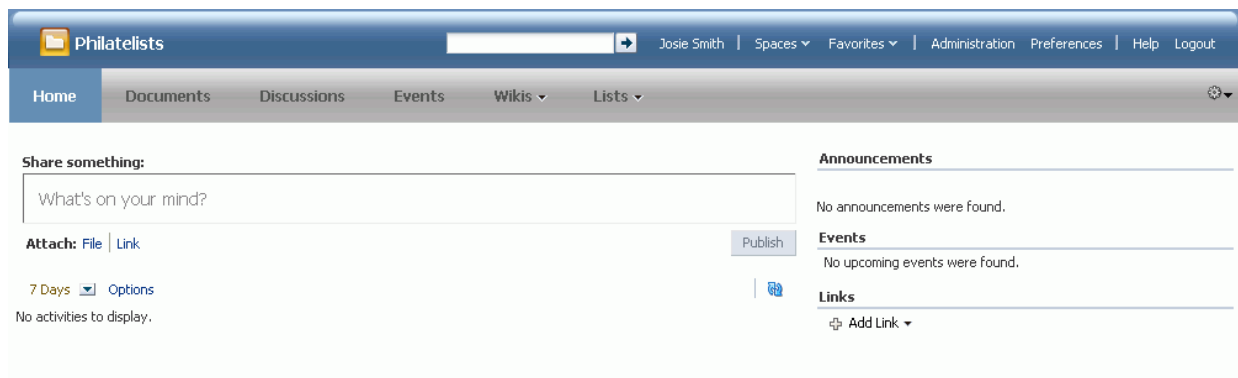 Philatelists Josie Smith | Spaces Favorites | Administration Preferences | Help Logout
Home Documents Discussions Events Wikis Lists
Share something:
What's on your mind?
Attach: File | Link Publish
7 Days Options
No activities to display.
Announcements
No announcements were found.
Events
No upcoming events were found.
Links
Add Link